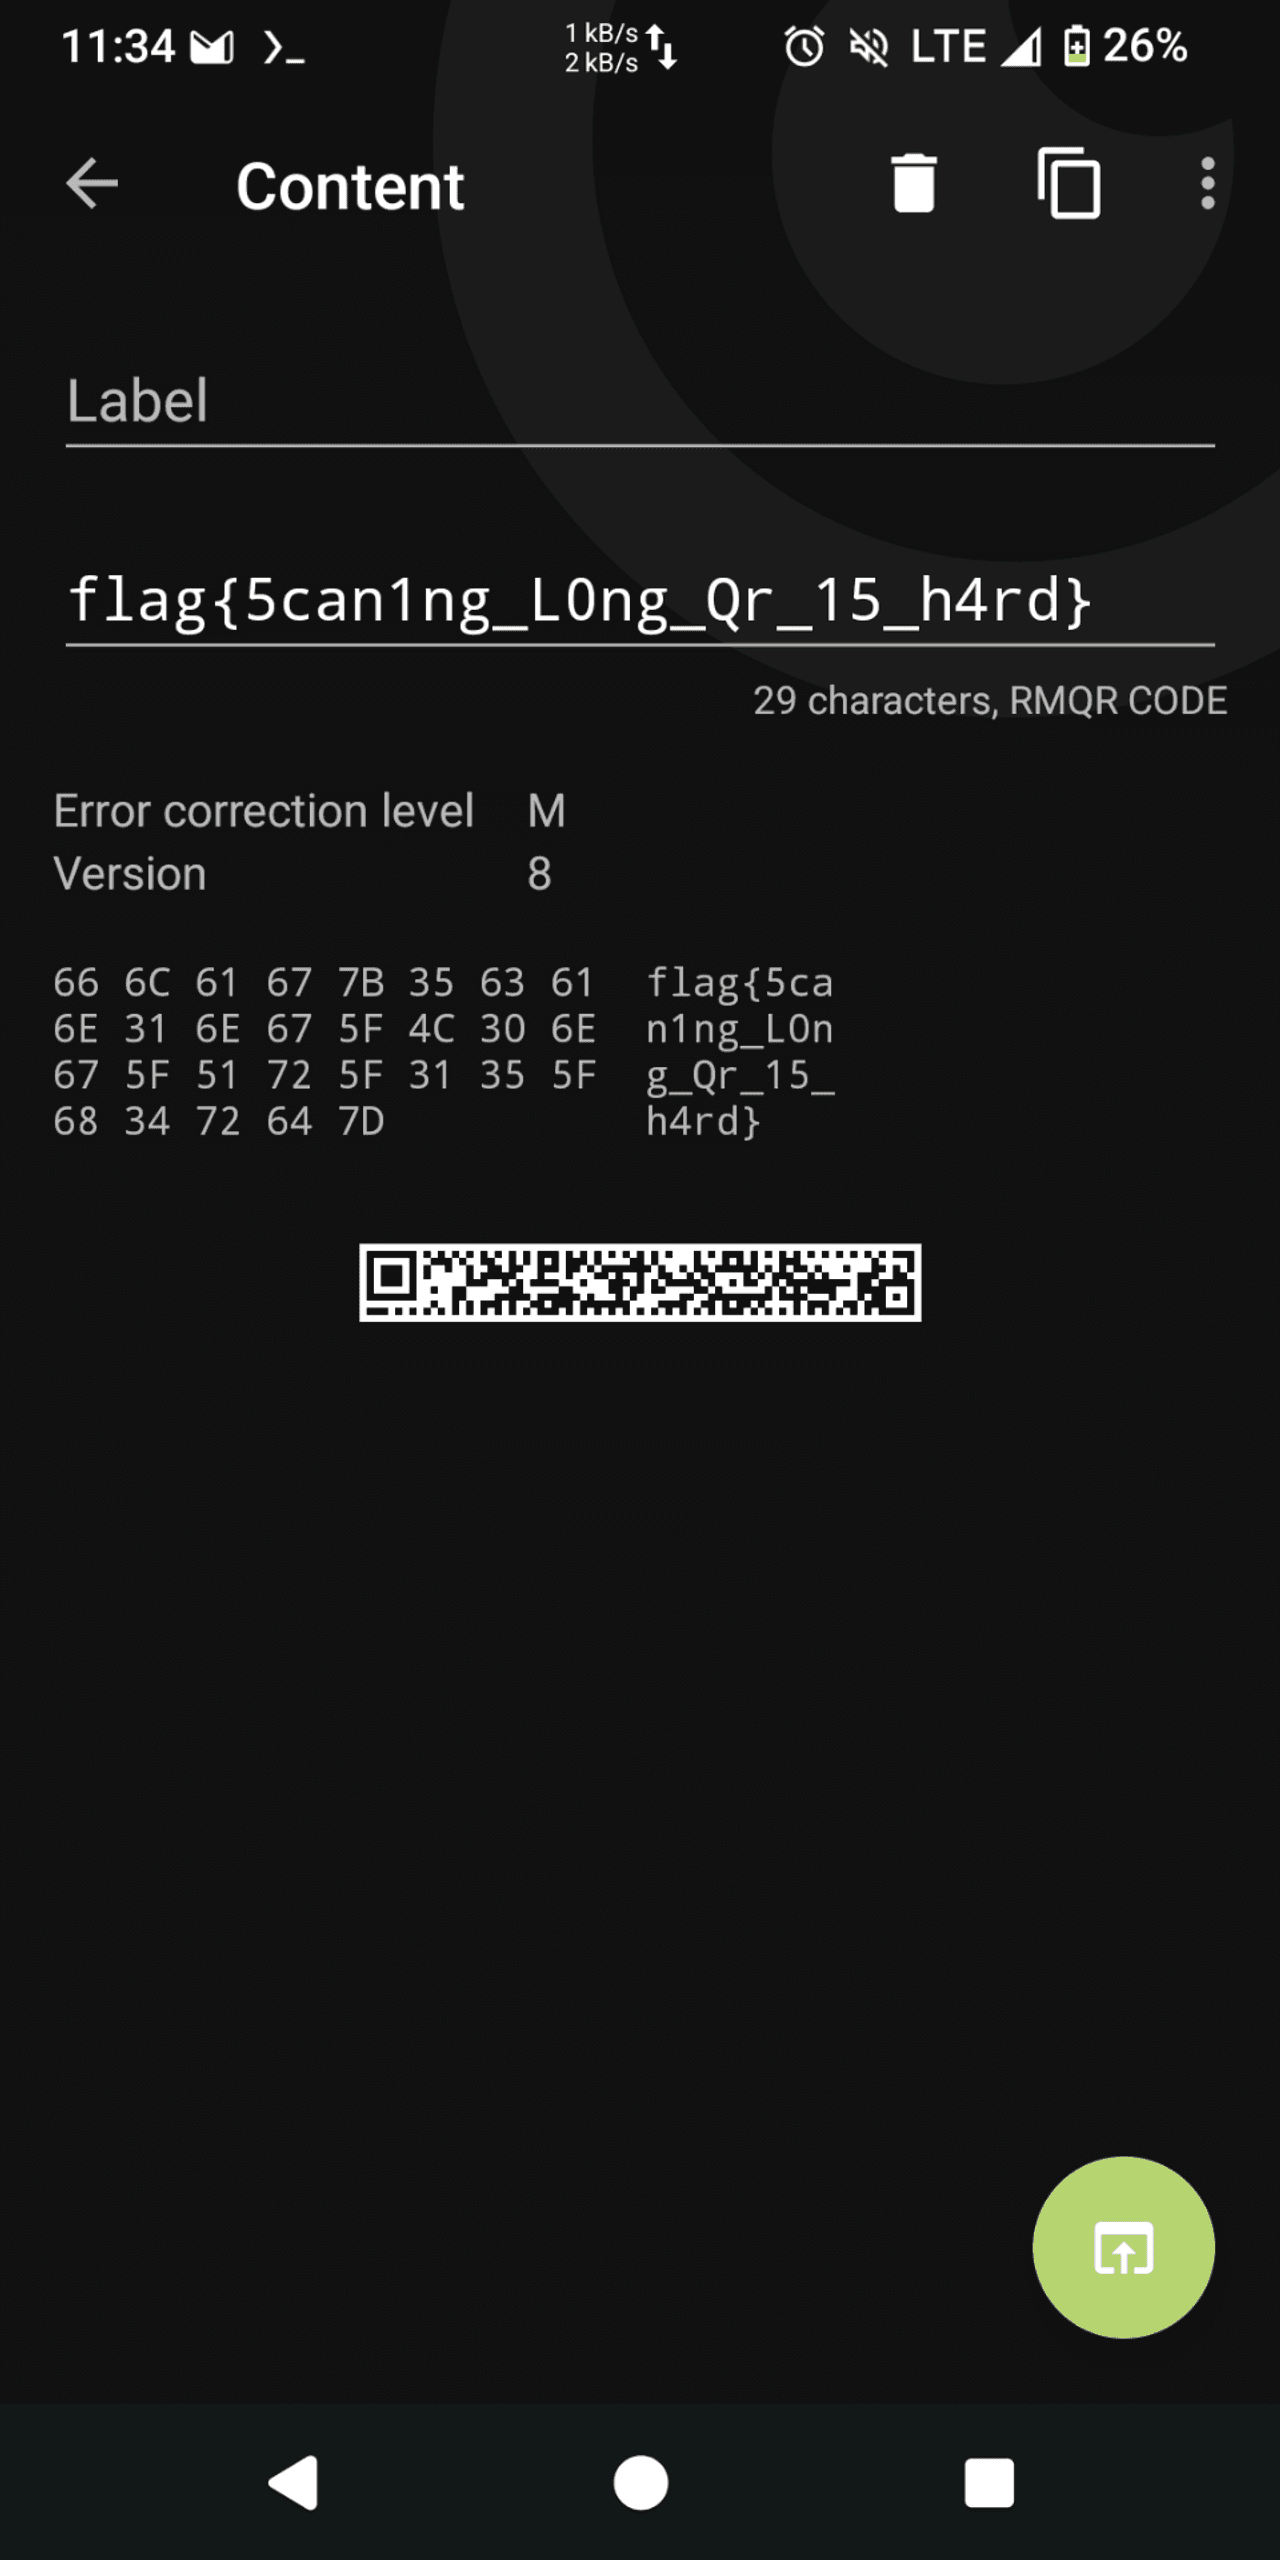 11:34 1 kB/s LTE 26%
2 kB/s
Content
Label
flag{5can1ng_L0ng_Qr_15_h4rd}
29 characters, RMQR CODE
Error correction level M
Version 8
66 6C 61 67 7B 35 63 61 flag{5ca
6E 31 6E 67 5F 4C 30 6E n1ng_L0n
67 5F 51 72 5F 31 35 5F g_Qr_15_
68 34 72 64 7D h4rd}